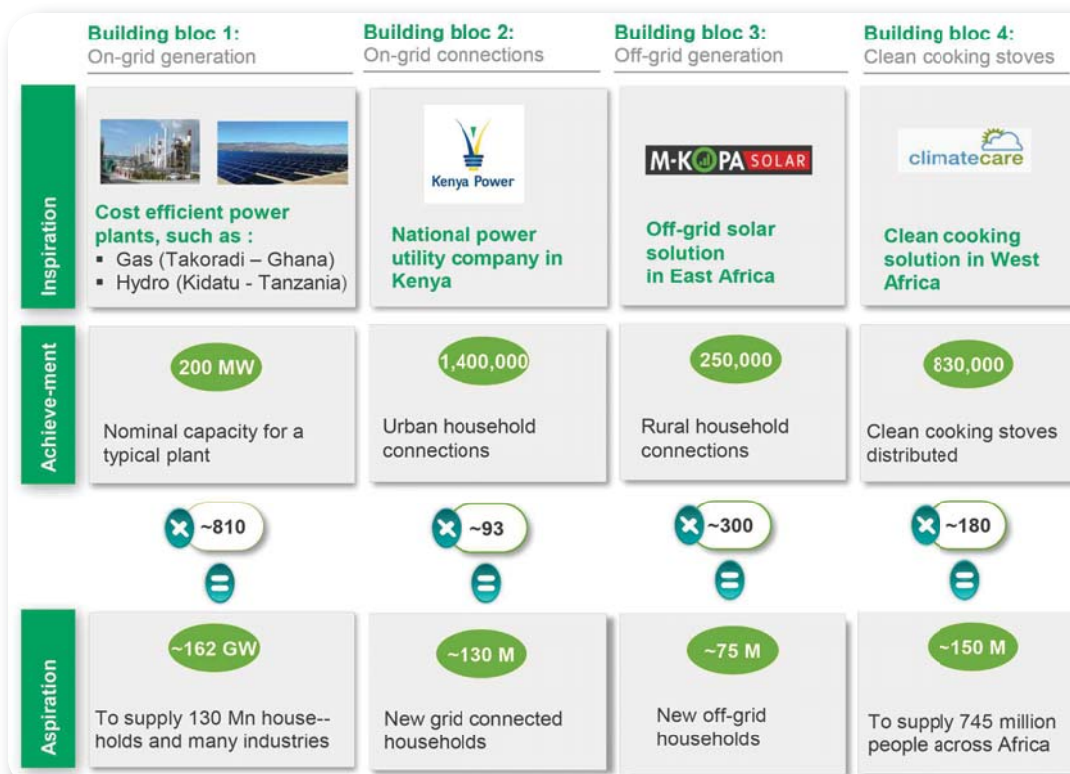 Building bloc 1:
On-grid generation
Building bloc 2:
On-grid connections
Building bloc 3:
Off-grid generation
Building bloc 4:
Clean cooking stoves
Inspiration
Cost efficient power
plants, such as :
▪ Gas (Takoradi – Ghana)
▪ Hydro (Kidatu - Tanzania)
Kenya Power
National power
utility company in
Kenya
M-KOPA SOLAR
Off-grid solar
solution
in East Africa
climatecare
Clean cooking
solution in West
Africa
Achieve-ment
200 MW
Nominal capacity for a
typical plant
1,400,000
Urban household
connections
250,000
Rural household
connections
830,000
Clean cooking stoves
distributed
× ~810
=
× ~93
=
× ~300
=
× ~180
=
Aspiration
~162 GW
To supply 130 Mn house--
holds and many industries
~130 M
New grid connected
households
~75 M
New off-grid
households
~150 M
To supply 745 million
people across Africa